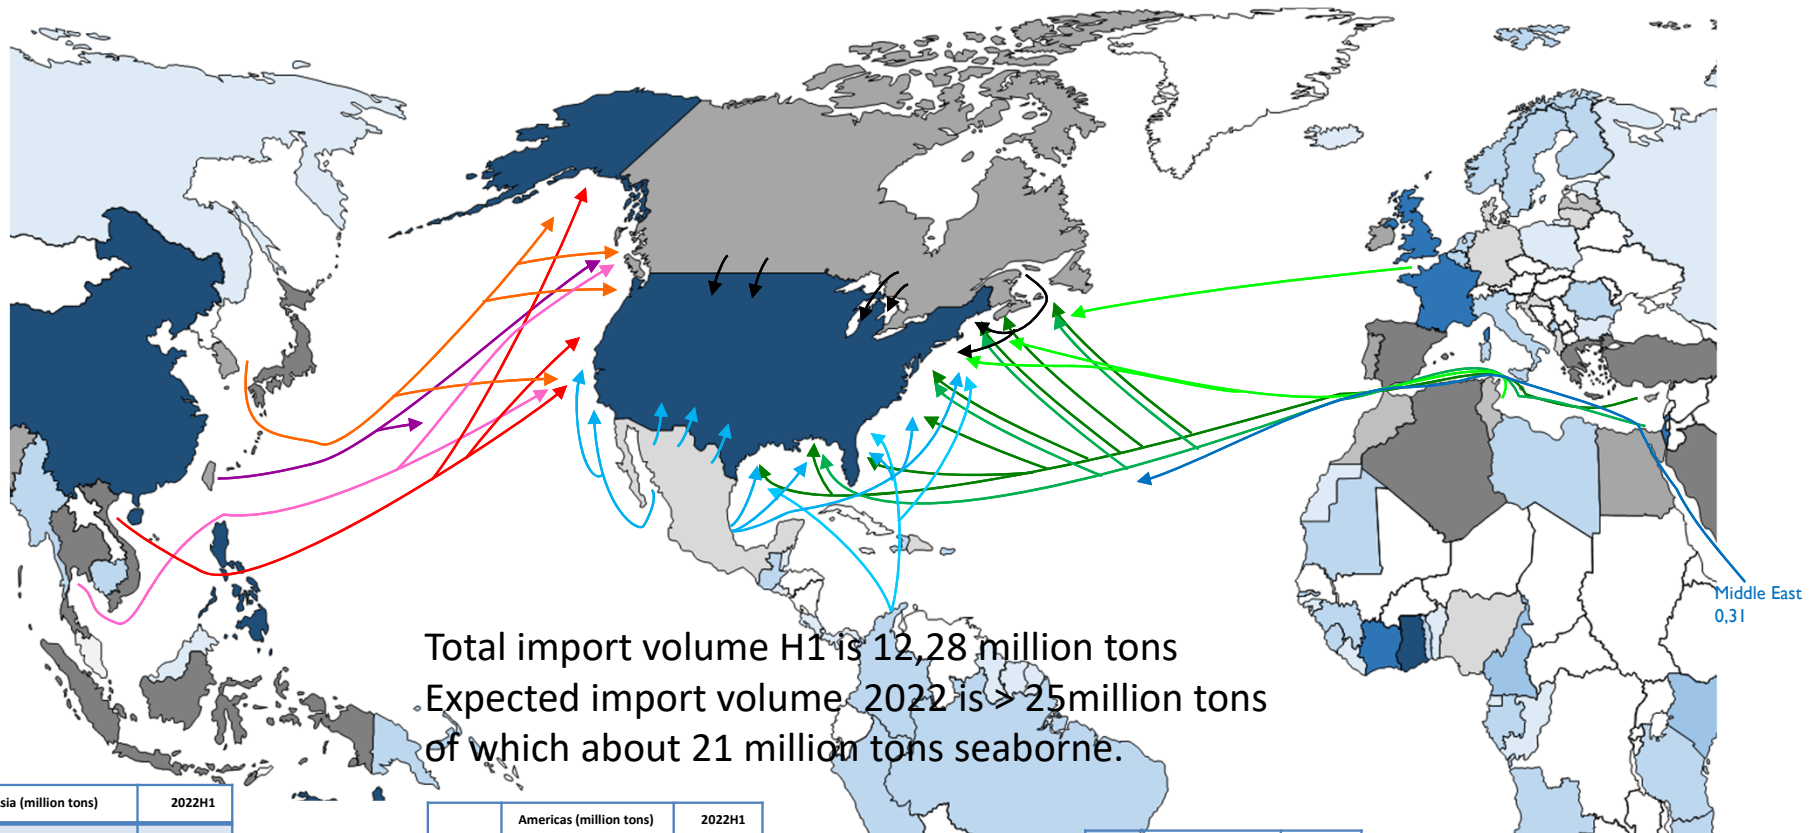 Middle East
0,31
Total import volume H1 is 12,28 million tons
Expected import volume 2022 is > 25million tons
of which about 21 million tons seaborne.
sia (million tons) 2022H1
Americas (million tons) 2022H1